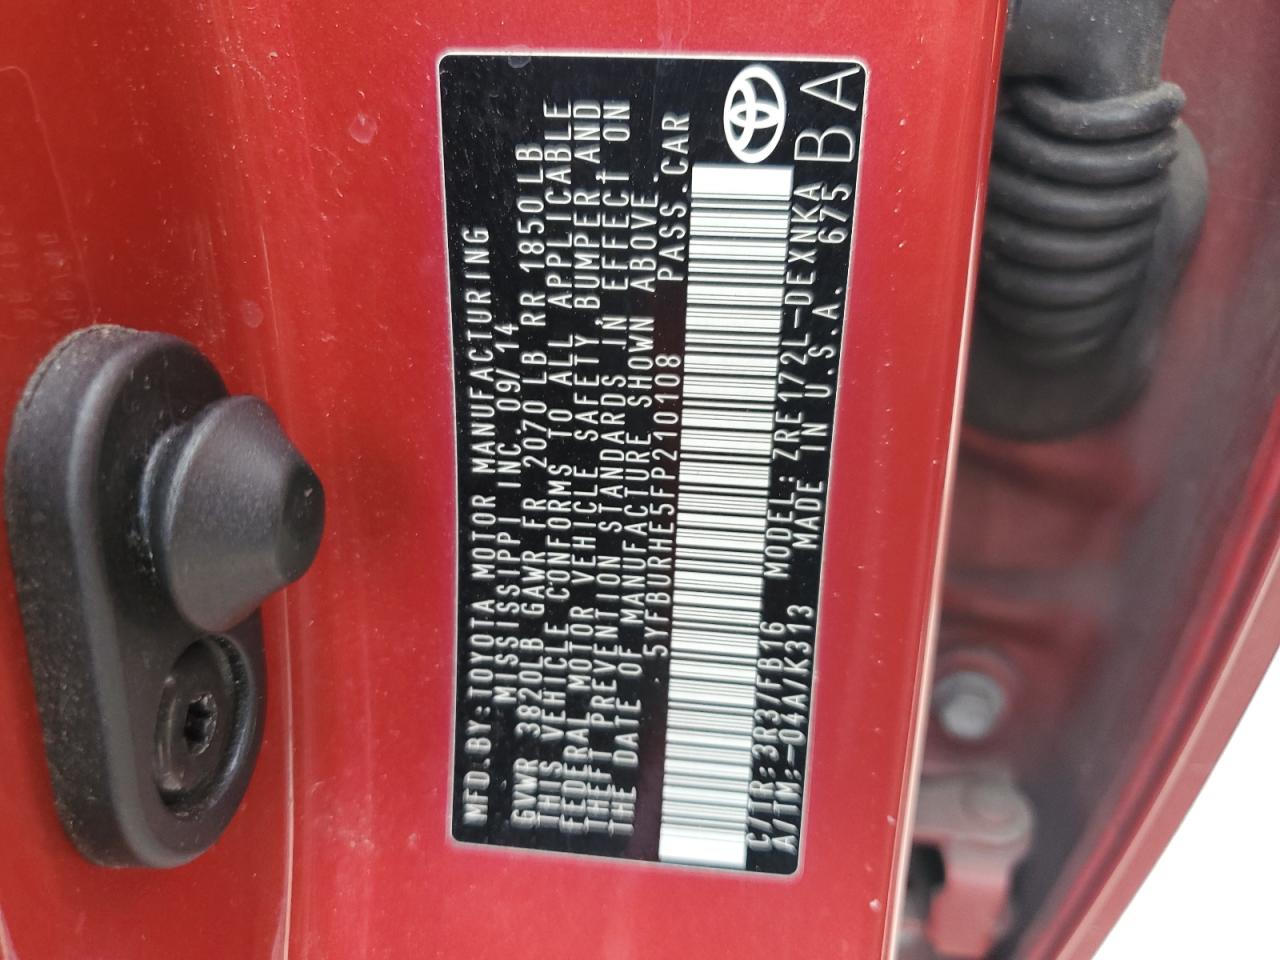 MFD.BY:TOYOTA MOTOR MANUFACTURING
MISSISSIPPI INC. 09/14
GVWR 3820LB GAWR FR 2070 LB RR 1850LB
THIS VEHICLE CONFORMS TO ALL APPLICABLE
FEDERAL MOTOR VEHICLE SAFETY BUMPER AND
THEFT PREVENTION STANDARDS IN EFFECT ON
THE DATE OF MANUFACTURE SHOWN ABOVE.
5YFBURHE5FP210108 PASS.CAR
C/TR:3R3/FB16 MODEL:ZRE172L-DEXNKA
A/TM:-04A/K313 MADE IN U.S.A. 675 BA